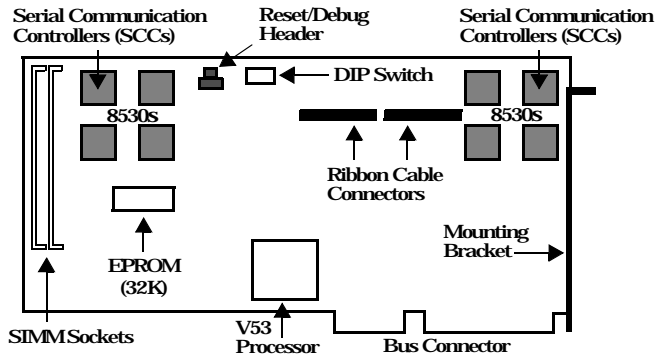 Serial Communication
Controllers (SCCs)
Reset/Debug
Header
Serial Communication
Controllers (SCCs)
DIP Switch
8530s
8530s
Ribbon Cable
Connectors
Mounting
Bracket
EPROM
(32K)
SIMM Sockets
V53
Processor
Bus Connector